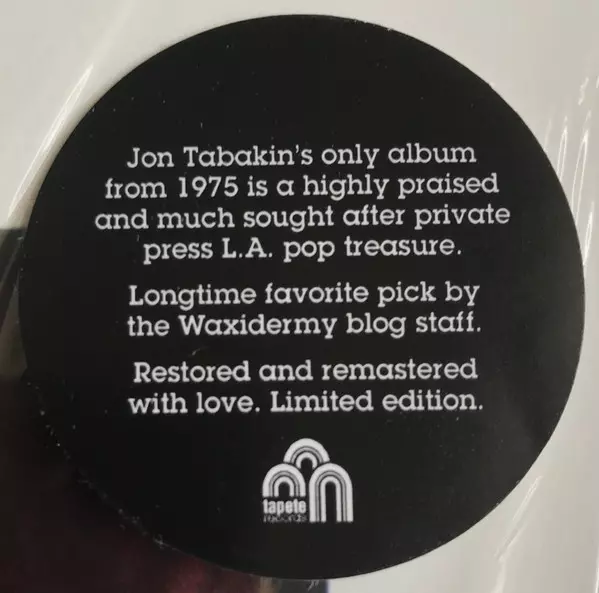 Jon Tabakin's only album
from 1975 is a highly praised
and much sought after private
press L.A. pop treasure.
Longtime favorite pick by
the Waxidermy blog staff.
Restored and remastered
with love. Limited edition.
tapete
records